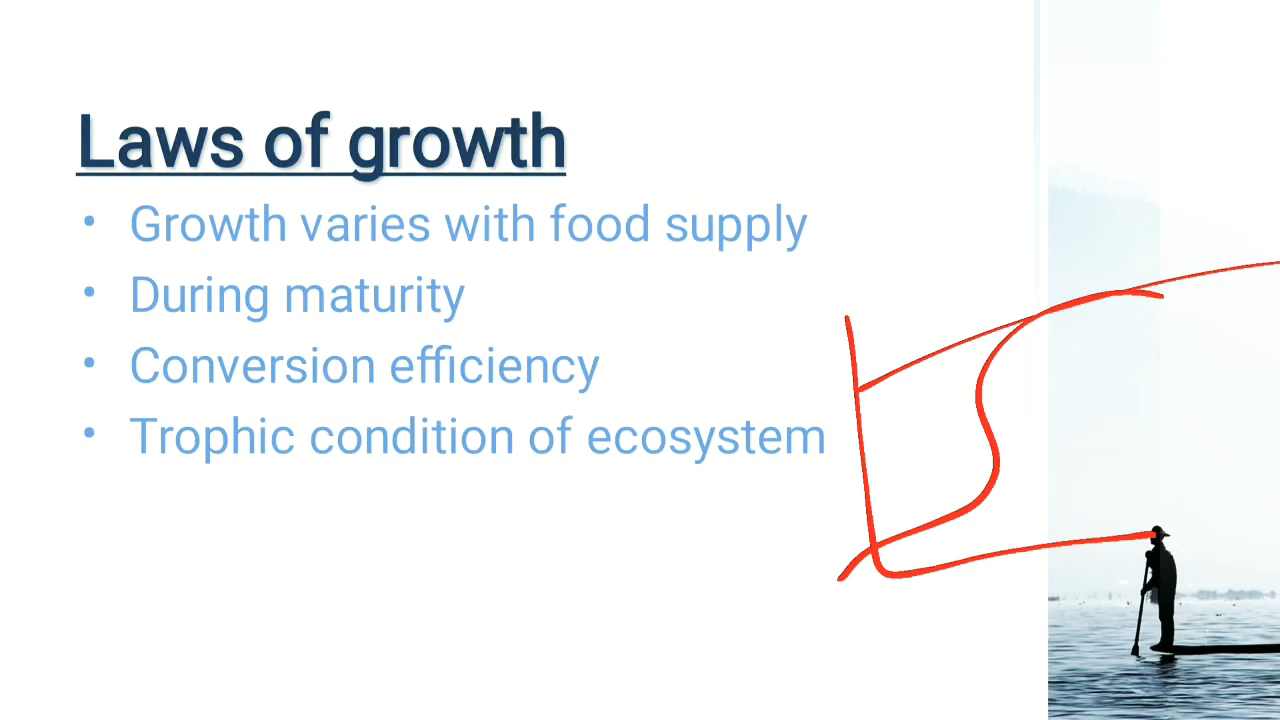 Laws of growth
• Growth varies with food supply
• During maturity
• Conversion efficiency
• Trophic condition of ecosystem